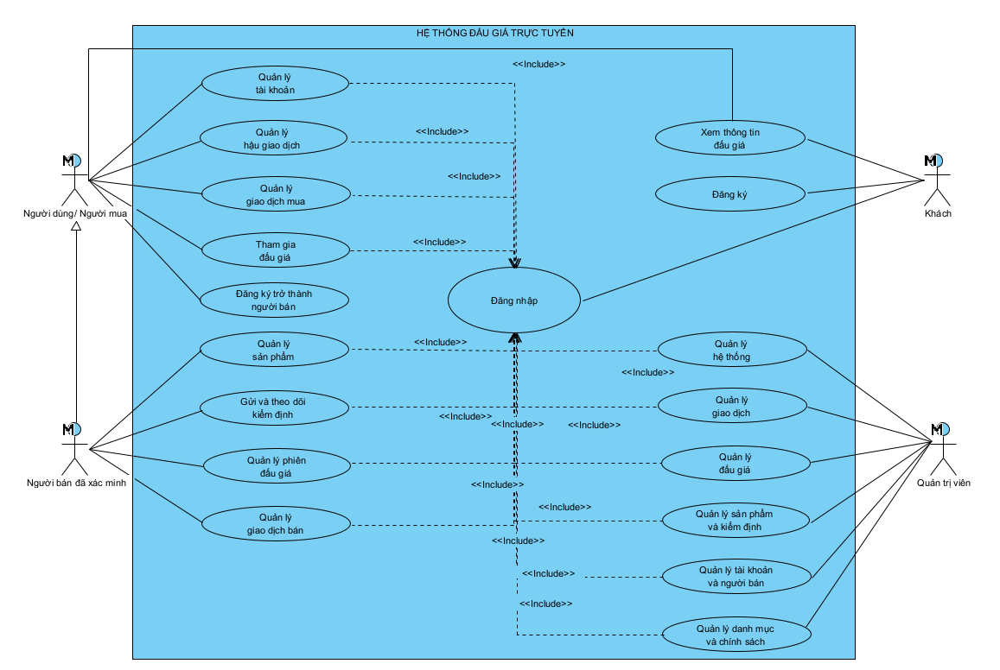 HỆ THỐNG ĐẤU GIÁ TRỰC TUYẾN
<<Include>>
Quản lý
tài khoản
Quản lý
hậu giao dịch
<<Include>>
Xem thông tin
đấu giá
M
Người dùng/ Người mua
Quản lý
giao dịch mua
<<Include>>
Đăng ký
M
Khách
Tham gia
đấu giá
<<Include>>
Đăng ký trở thành
người bán
Đăng nhập
Quản lý
sản phẩm
<<Include>>
Quản lý
hệ thống
<<Include>>
Gửi và theo dõi
kiểm định
Quản lý
giao dịch
<<Include>>
<<Include>>
<<Include>>
M
Người bán đã xác minh
M
Quản trị viên
Quản lý phiên
đấu giá
Quản lý
đấu giá
<<Include>>
<<Include>>
Quản lý
giao dịch bán
Quản lý sản phẩm
và kiểm định
<<Include>>
<<Include>>
Quản lý tài khoản
và người bán
<<Include>>
Quản lý danh mục
và chính sách